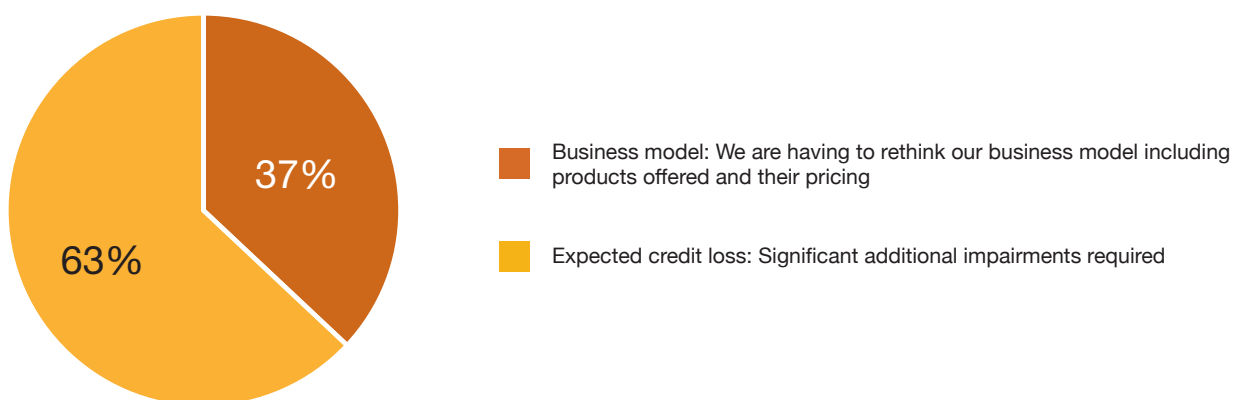 37%
63%
Business model: We are having to rethink our business model including
products offered and their pricing
Expected credit loss: Significant additional impairments required